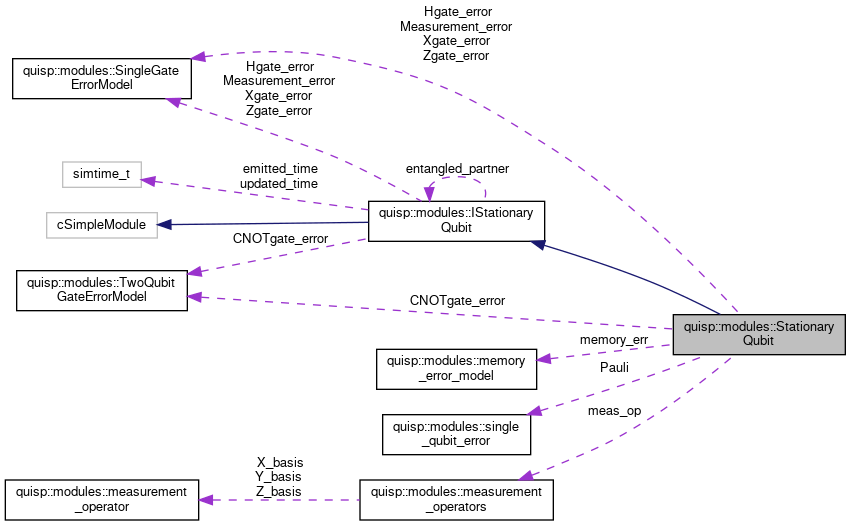 Hgate_error
Measurement_error
Xgate_error
Zgate_error
quisp::modules::SingleGate
ErrorModel
Hgate_error
Measurement_error
Xgate_error
Zgate_error
simtime_t
emitted_time
updated_time
entangled_partner
cSimpleModule
quisp::modules::IStationary
Qubit
CNOTgate_error
quisp::modules::TwoQubit
GateErrorModel
CNOTgate_error
quisp::modules::Stationary
Qubit
memory_err
quisp::modules::memory
_error_model
Pauli
quisp::modules::single
_qubit_error
meas_op
X_basis
Y_basis
Z_basis
quisp::modules::measurement
_operator
quisp::modules::measurement
_operators